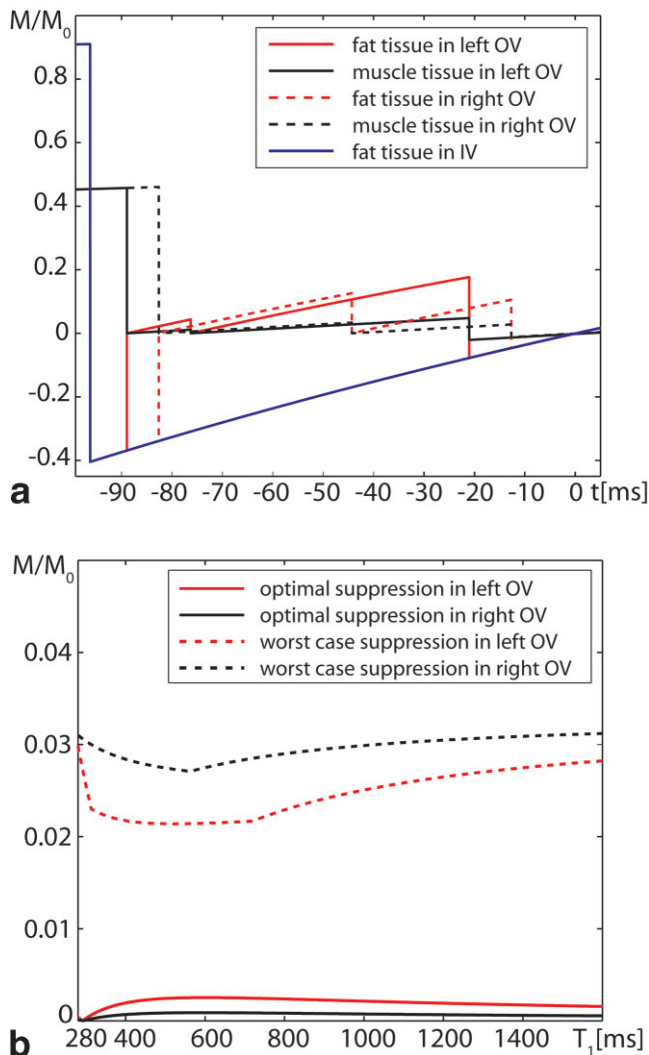 M/M0
0.8
0.6
0.4
0.2
0
-0.2
-0.4
fat tissue in left OV
muscle tissue in left OV
fat tissue in right OV
muscle tissue in right OV
fat tissue in IV
-90 -80 -70 -60 -50 -40 -30 -20 -10 0 t[ms]
a
M/M0
0.04
0.03
0.02
0.01
0
optimal suppression in left OV
optimal suppression in right OV
worst case suppression in left OV
worst case suppression in right OV
280 400 600 800 1000 1200 1400 T1[ms]
b